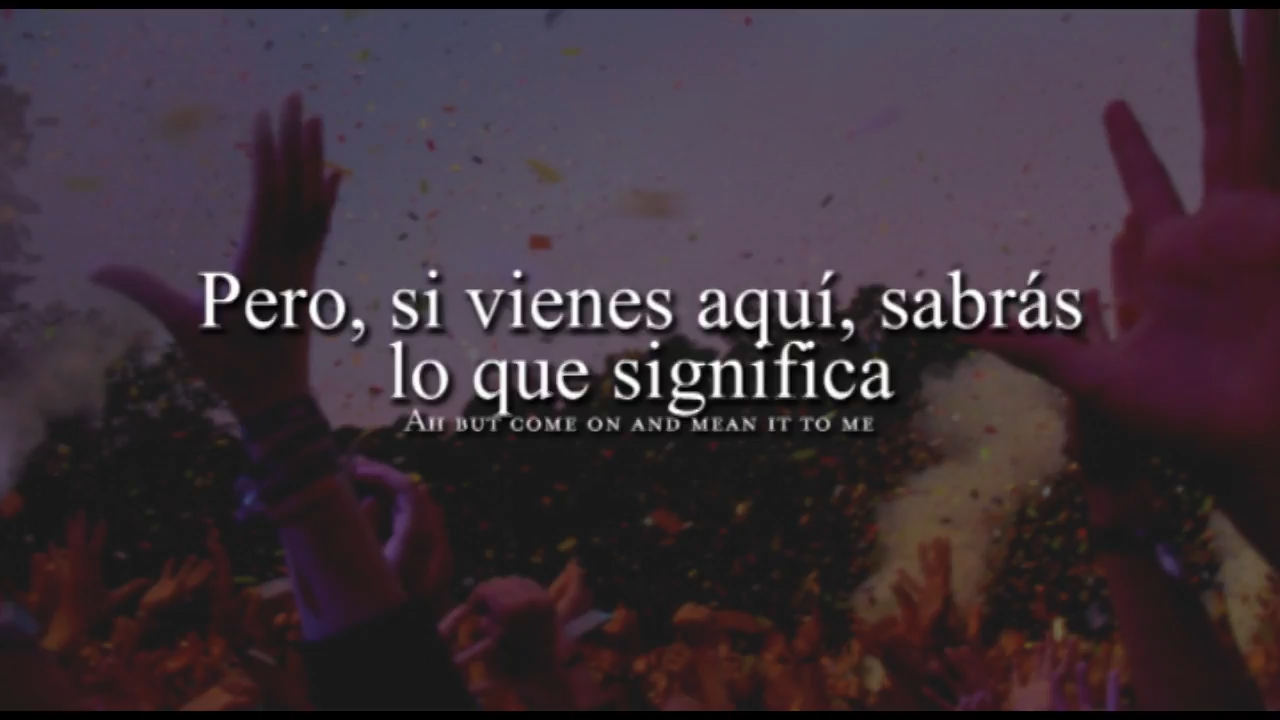 Pero, si vienes aquí, sabrás
lo que significa
Ah but come on and mean it to me